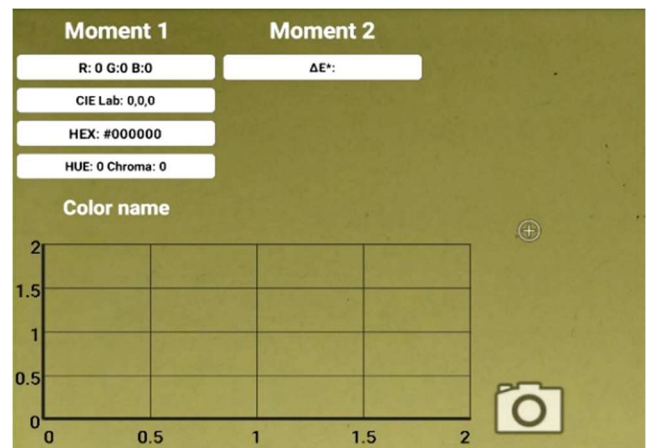 Moment 1 Moment 2
R: 0 G:0 B:0 ΔE*:
CIE Lab: 0,0,0
HEX: #000000
HUE: 0 Chroma: 0
Color name
2
1.5
1
0.5
0
0 0.5 1 1.5 2